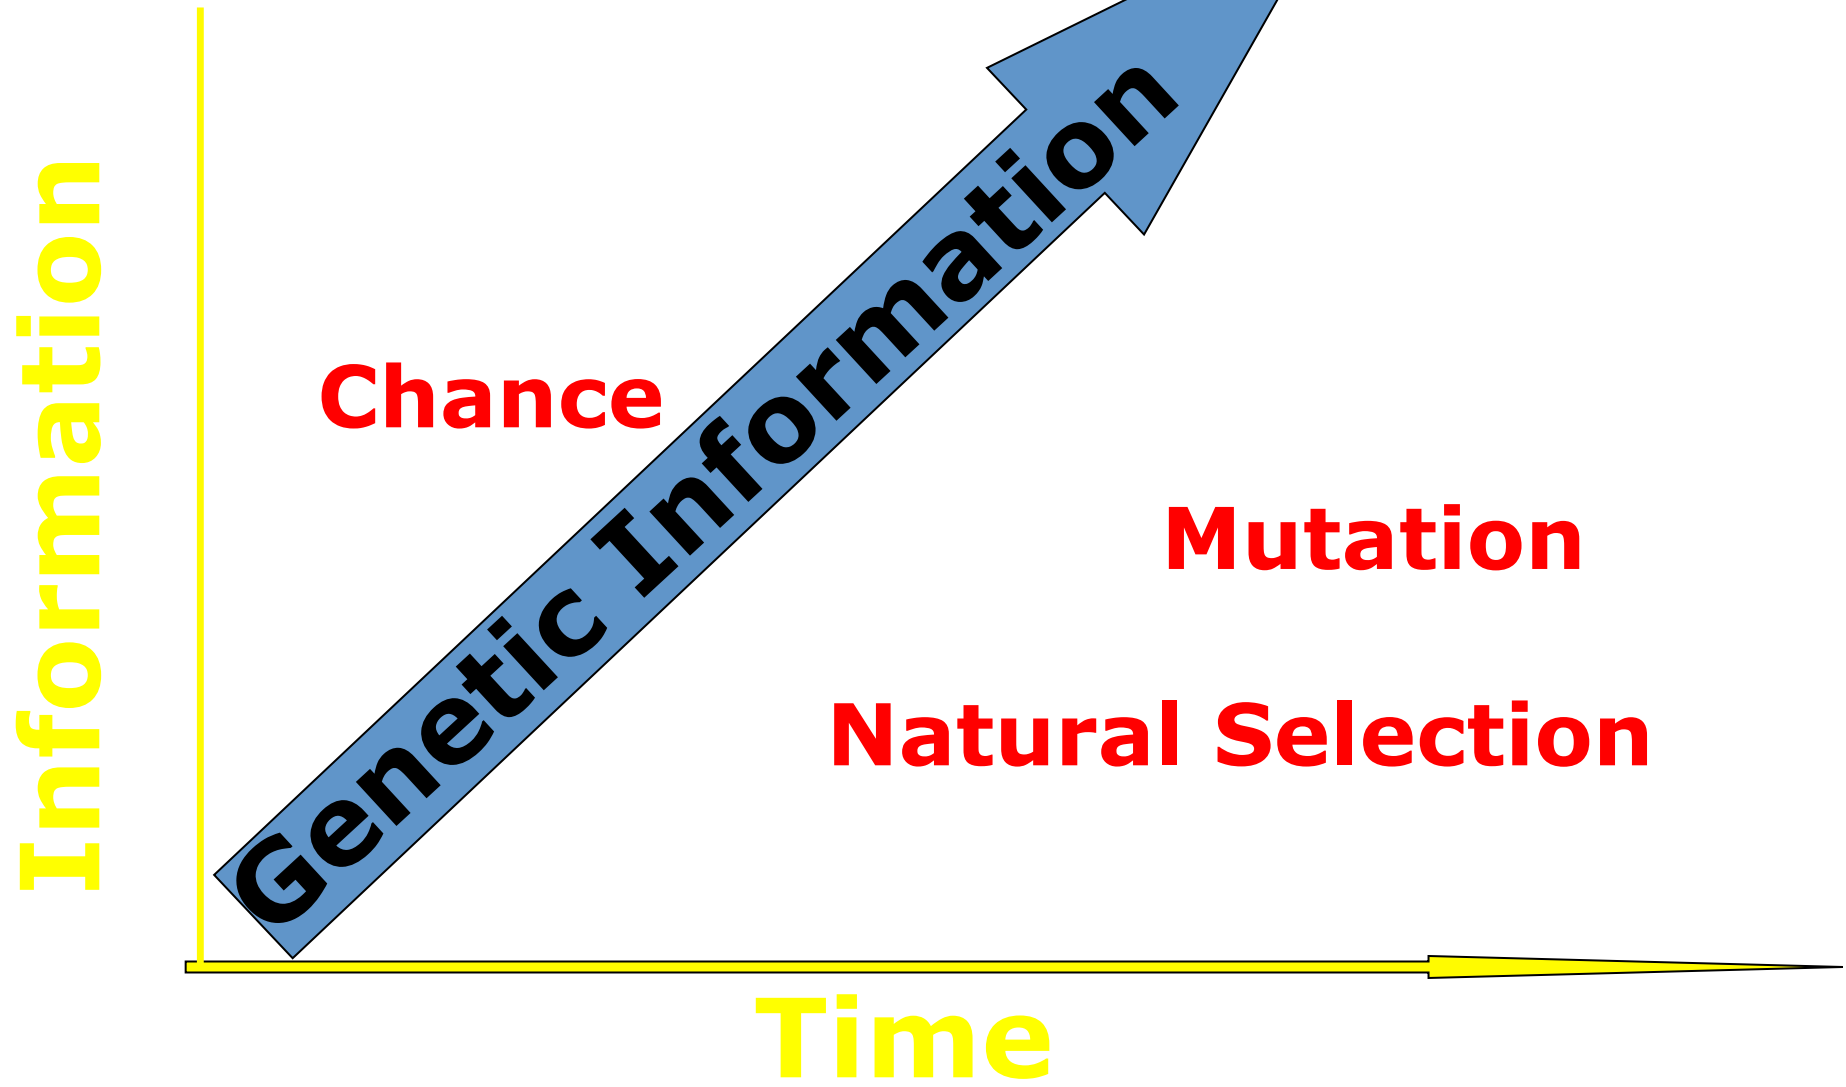 Information
Chance
Genetic Information
Mutation
Natural Selection
Time